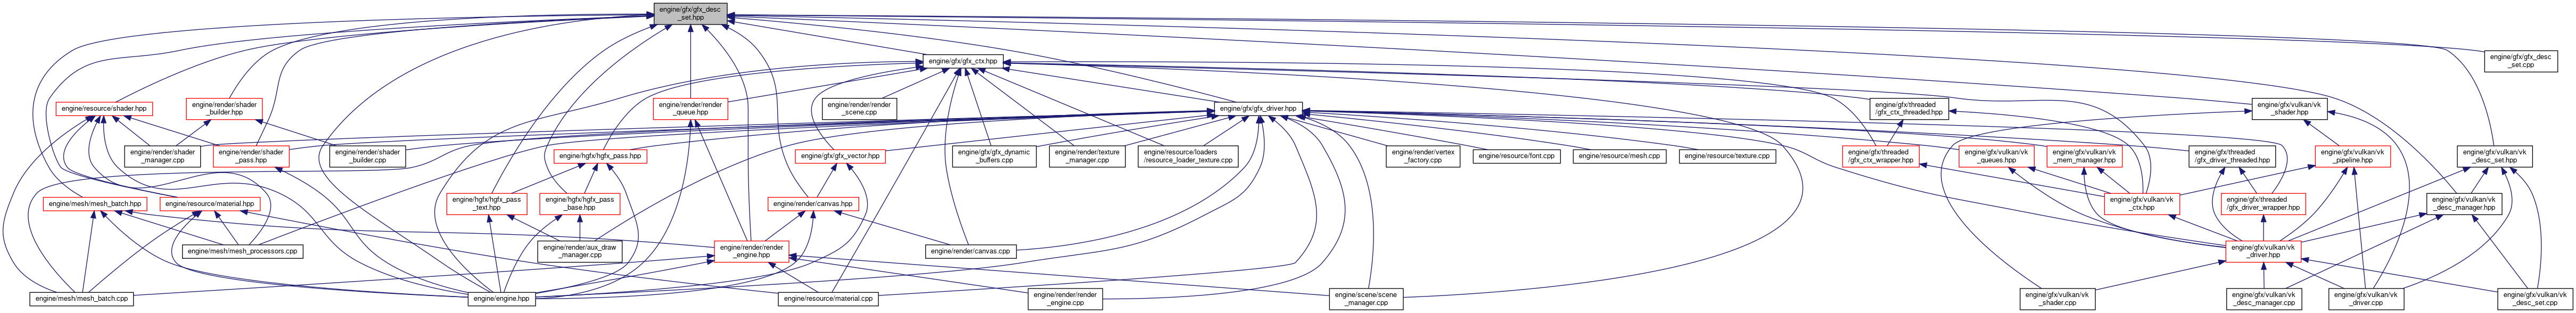 engine/gfx/gfx_desc
_set.hpp
engine/gfx/gfx_ctx.hpp
engine/gfx/gfx_desc
_set.cpp
engine/resource/shader.hpp
engine/render/shader
_builder.hpp
engine/render/render
_queue.hpp
engine/render/render
_scene.cpp
engine/gfx/gfx_driver.hpp
engine/gfx/threaded
/gfx_ctx_threaded.hpp
engine/gfx/vulkan/vk
_shader.hpp
engine/render/shader
_manager.cpp
engine/render/shader
_pass.hpp
engine/render/shader
_builder.cpp
engine/hgfx/hgfx_pass.hpp
engine/gfx/gfx_vector.hpp
engine/gfx/gfx_dynamic
_buffers.cpp
engine/render/texture
_manager.cpp
engine/resource/loaders
/resource_loader_texture.cpp
engine/render/vertex
_factory.cpp
engine/resource/font.cpp
engine/resource/mesh.cpp
engine/resource/texture.cpp
engine/gfx/threaded
/gfx_ctx_wrapper.hpp
engine/gfx/vulkan/vk
_queues.hpp
engine/gfx/vulkan/vk
_mem_manager.hpp
engine/gfx/threaded
/gfx_driver_threaded.hpp
engine/gfx/vulkan/vk
_pipeline.hpp
engine/gfx/vulkan/vk
_desc_set.hpp
engine/mesh/mesh_batch.hpp
engine/resource/material.hpp
engine/hgfx/hgfx_pass
_text.hpp
engine/hgfx/hgfx_pass
_base.hpp
engine/render/canvas.hpp
engine/gfx/vulkan/vk
_ctx.hpp
engine/gfx/threaded
/gfx_driver_wrapper.hpp
engine/gfx/vulkan/vk
_desc_manager.hpp
engine/mesh/mesh_processors.cpp
engine/render/aux_draw
_manager.cpp
engine/render/render
_engine.hpp
engine/render/canvas.cpp
engine/gfx/vulkan/vk
_driver.hpp
engine/mesh/mesh_batch.cpp
engine/engine.hpp
engine/resource/material.cpp
engine/render/render
_engine.cpp
engine/scene/scene
_manager.cpp
engine/gfx/vulkan/vk
_shader.cpp
engine/gfx/vulkan/vk
_desc_manager.cpp
engine/gfx/vulkan/vk
_driver.cpp
engine/gfx/vulkan/vk
_desc_set.cpp